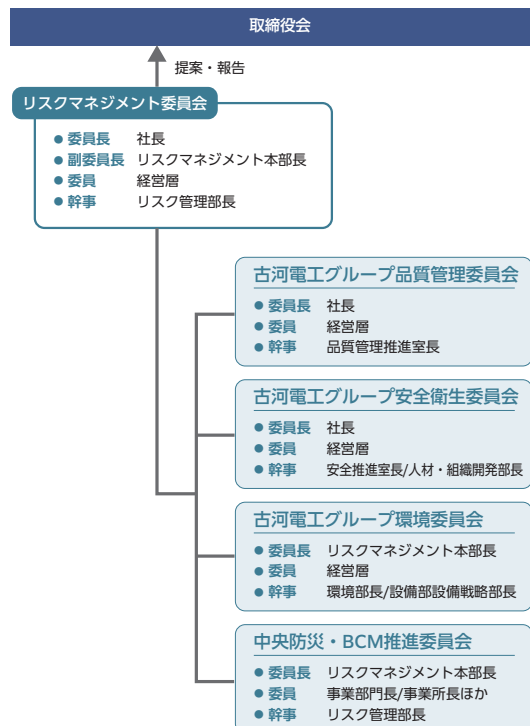 取締役会
提案・報告
リスクマネジメント委員会
● 委員長 社長
● 副委員長 リスクマネジメント本部長
● 委員 経営層
● 幹事 リスク管理部長
古河電工グループ品質管理委員会
● 委員長 社長
● 委員 経営層
● 幹事 品質管理推進室長
古河電工グループ安全衛生委員会
● 委員長 社長
● 委員 経営層
● 幹事 安全推進室長/人材・組織開発部長
古河電工グループ環境委員会
● 委員長 リスクマネジメント本部長
● 委員 経営層
● 幹事 環境部長/設備部設備戦略部長
中央防災・BCM推進委員会
● 委員長 リスクマネジメント本部長
● 委員 事業部門長/事業所長ほか
● 幹事 リスク管理部長